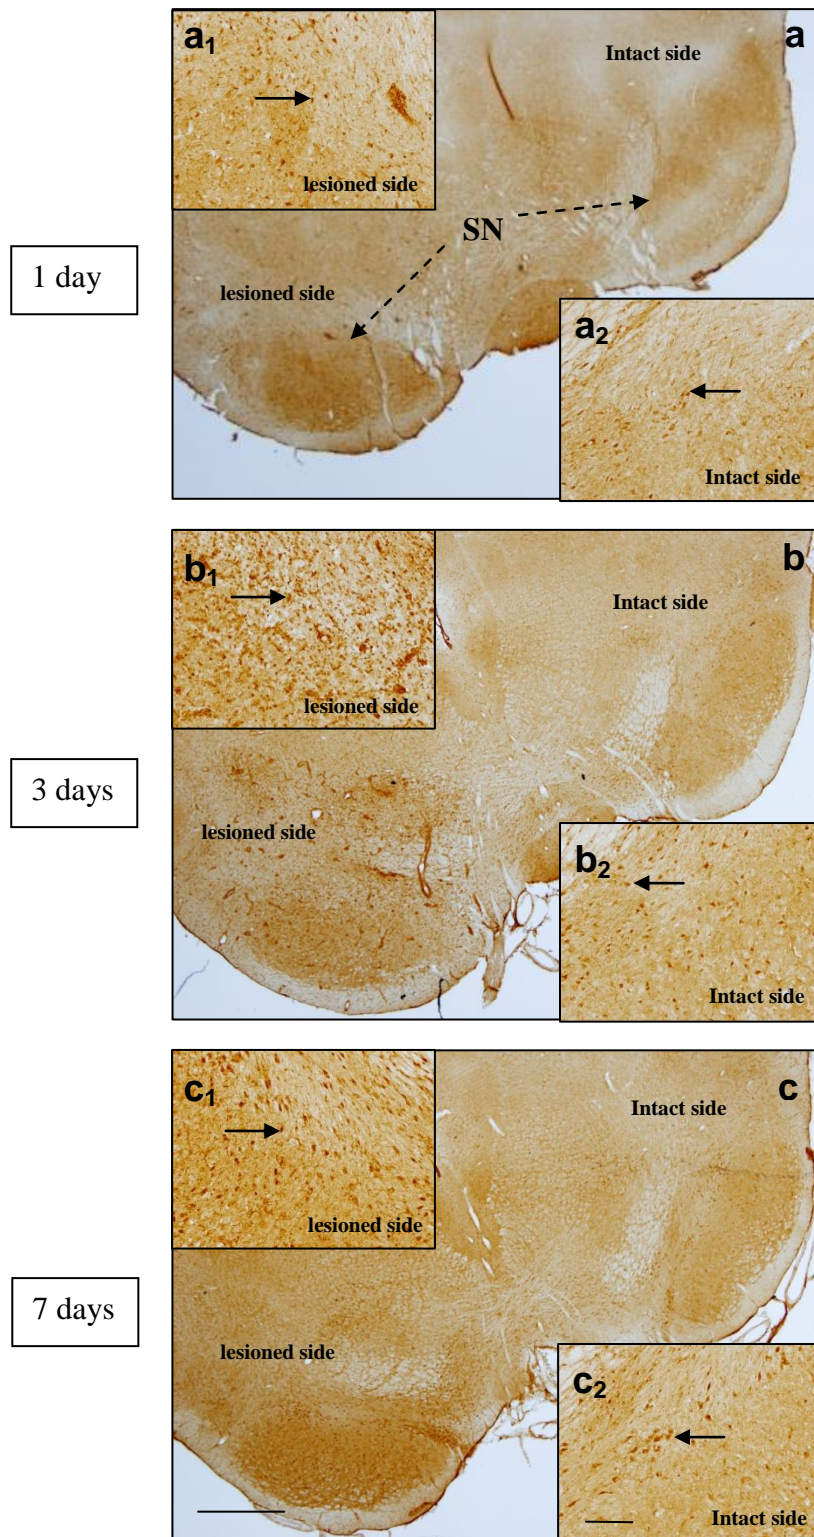 a1
a
Intact side
lesioned side
SN
1 day
lesioned side
a2
Intact side
b1
b
Intact side
lesioned side
3 days
lesioned side
b2
Intact side
c1
c
Intact side
lesioned side
7 days
lesioned side
c2
Intact side